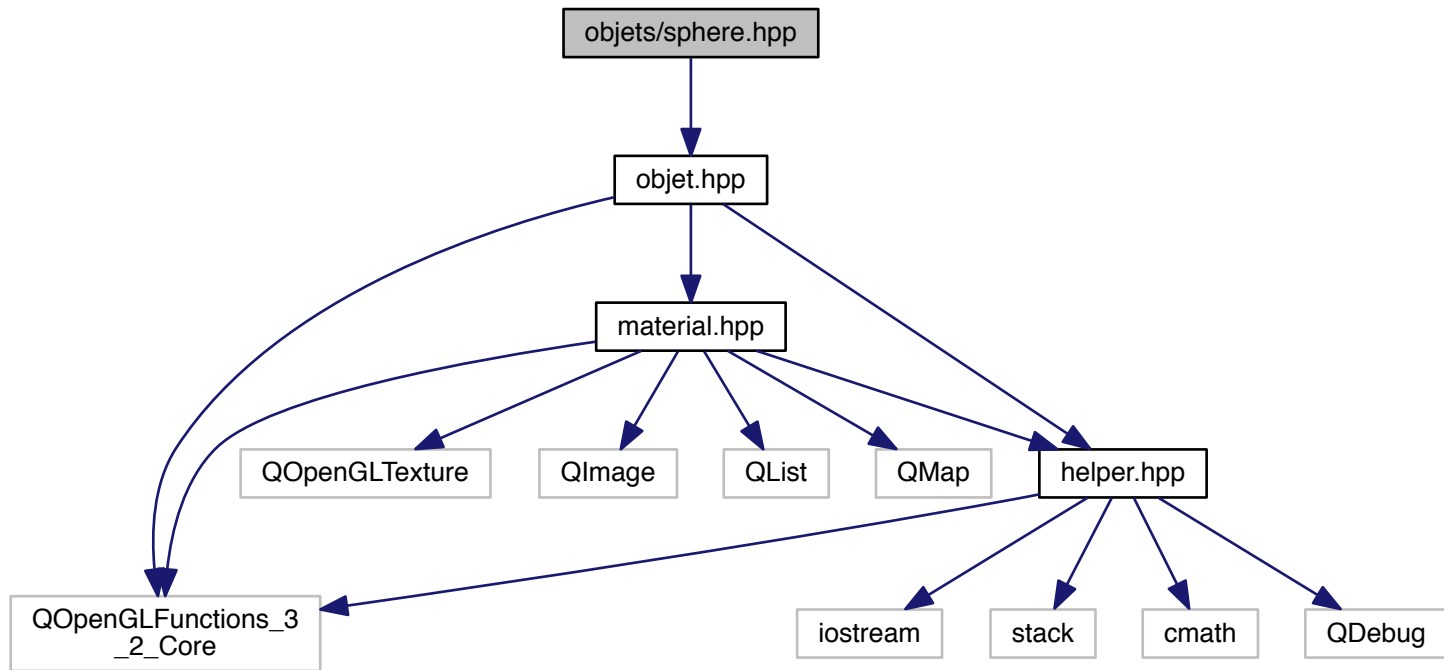 objets/sphere.hpp
objet.hpp
material.hpp
QOpenGLTexture
QImage
QList
QMap
helper.hpp
QOpenGLFunctions_3
_2_Core
iostream
stack
cmath
QDebug